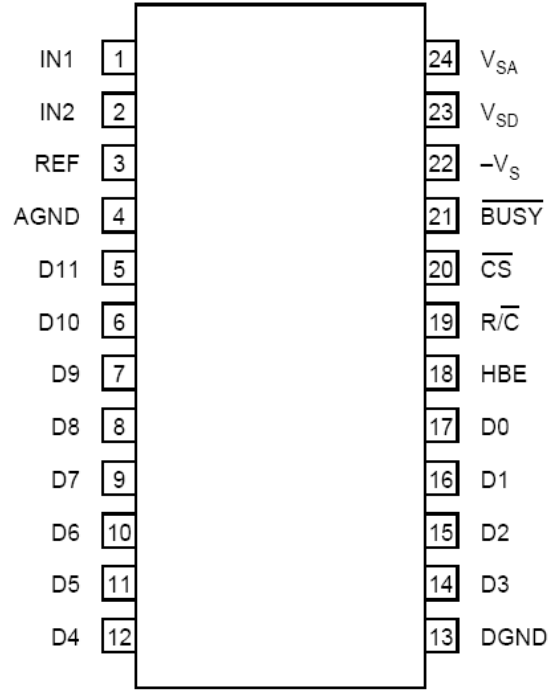 IN1 1 24 V_SA
IN2 2 23 V_SD
REF 3 22 –V_S
AGND 4 21 B̅U̅S̅Y̅
D11 5 20 C̅S̅
D10 6 19 R/C̅
D9 7 18 HBE
D8 8 17 D0
D7 9 16 D1
D6 10 15 D2
D5 11 14 D3
D4 12 13 DGND